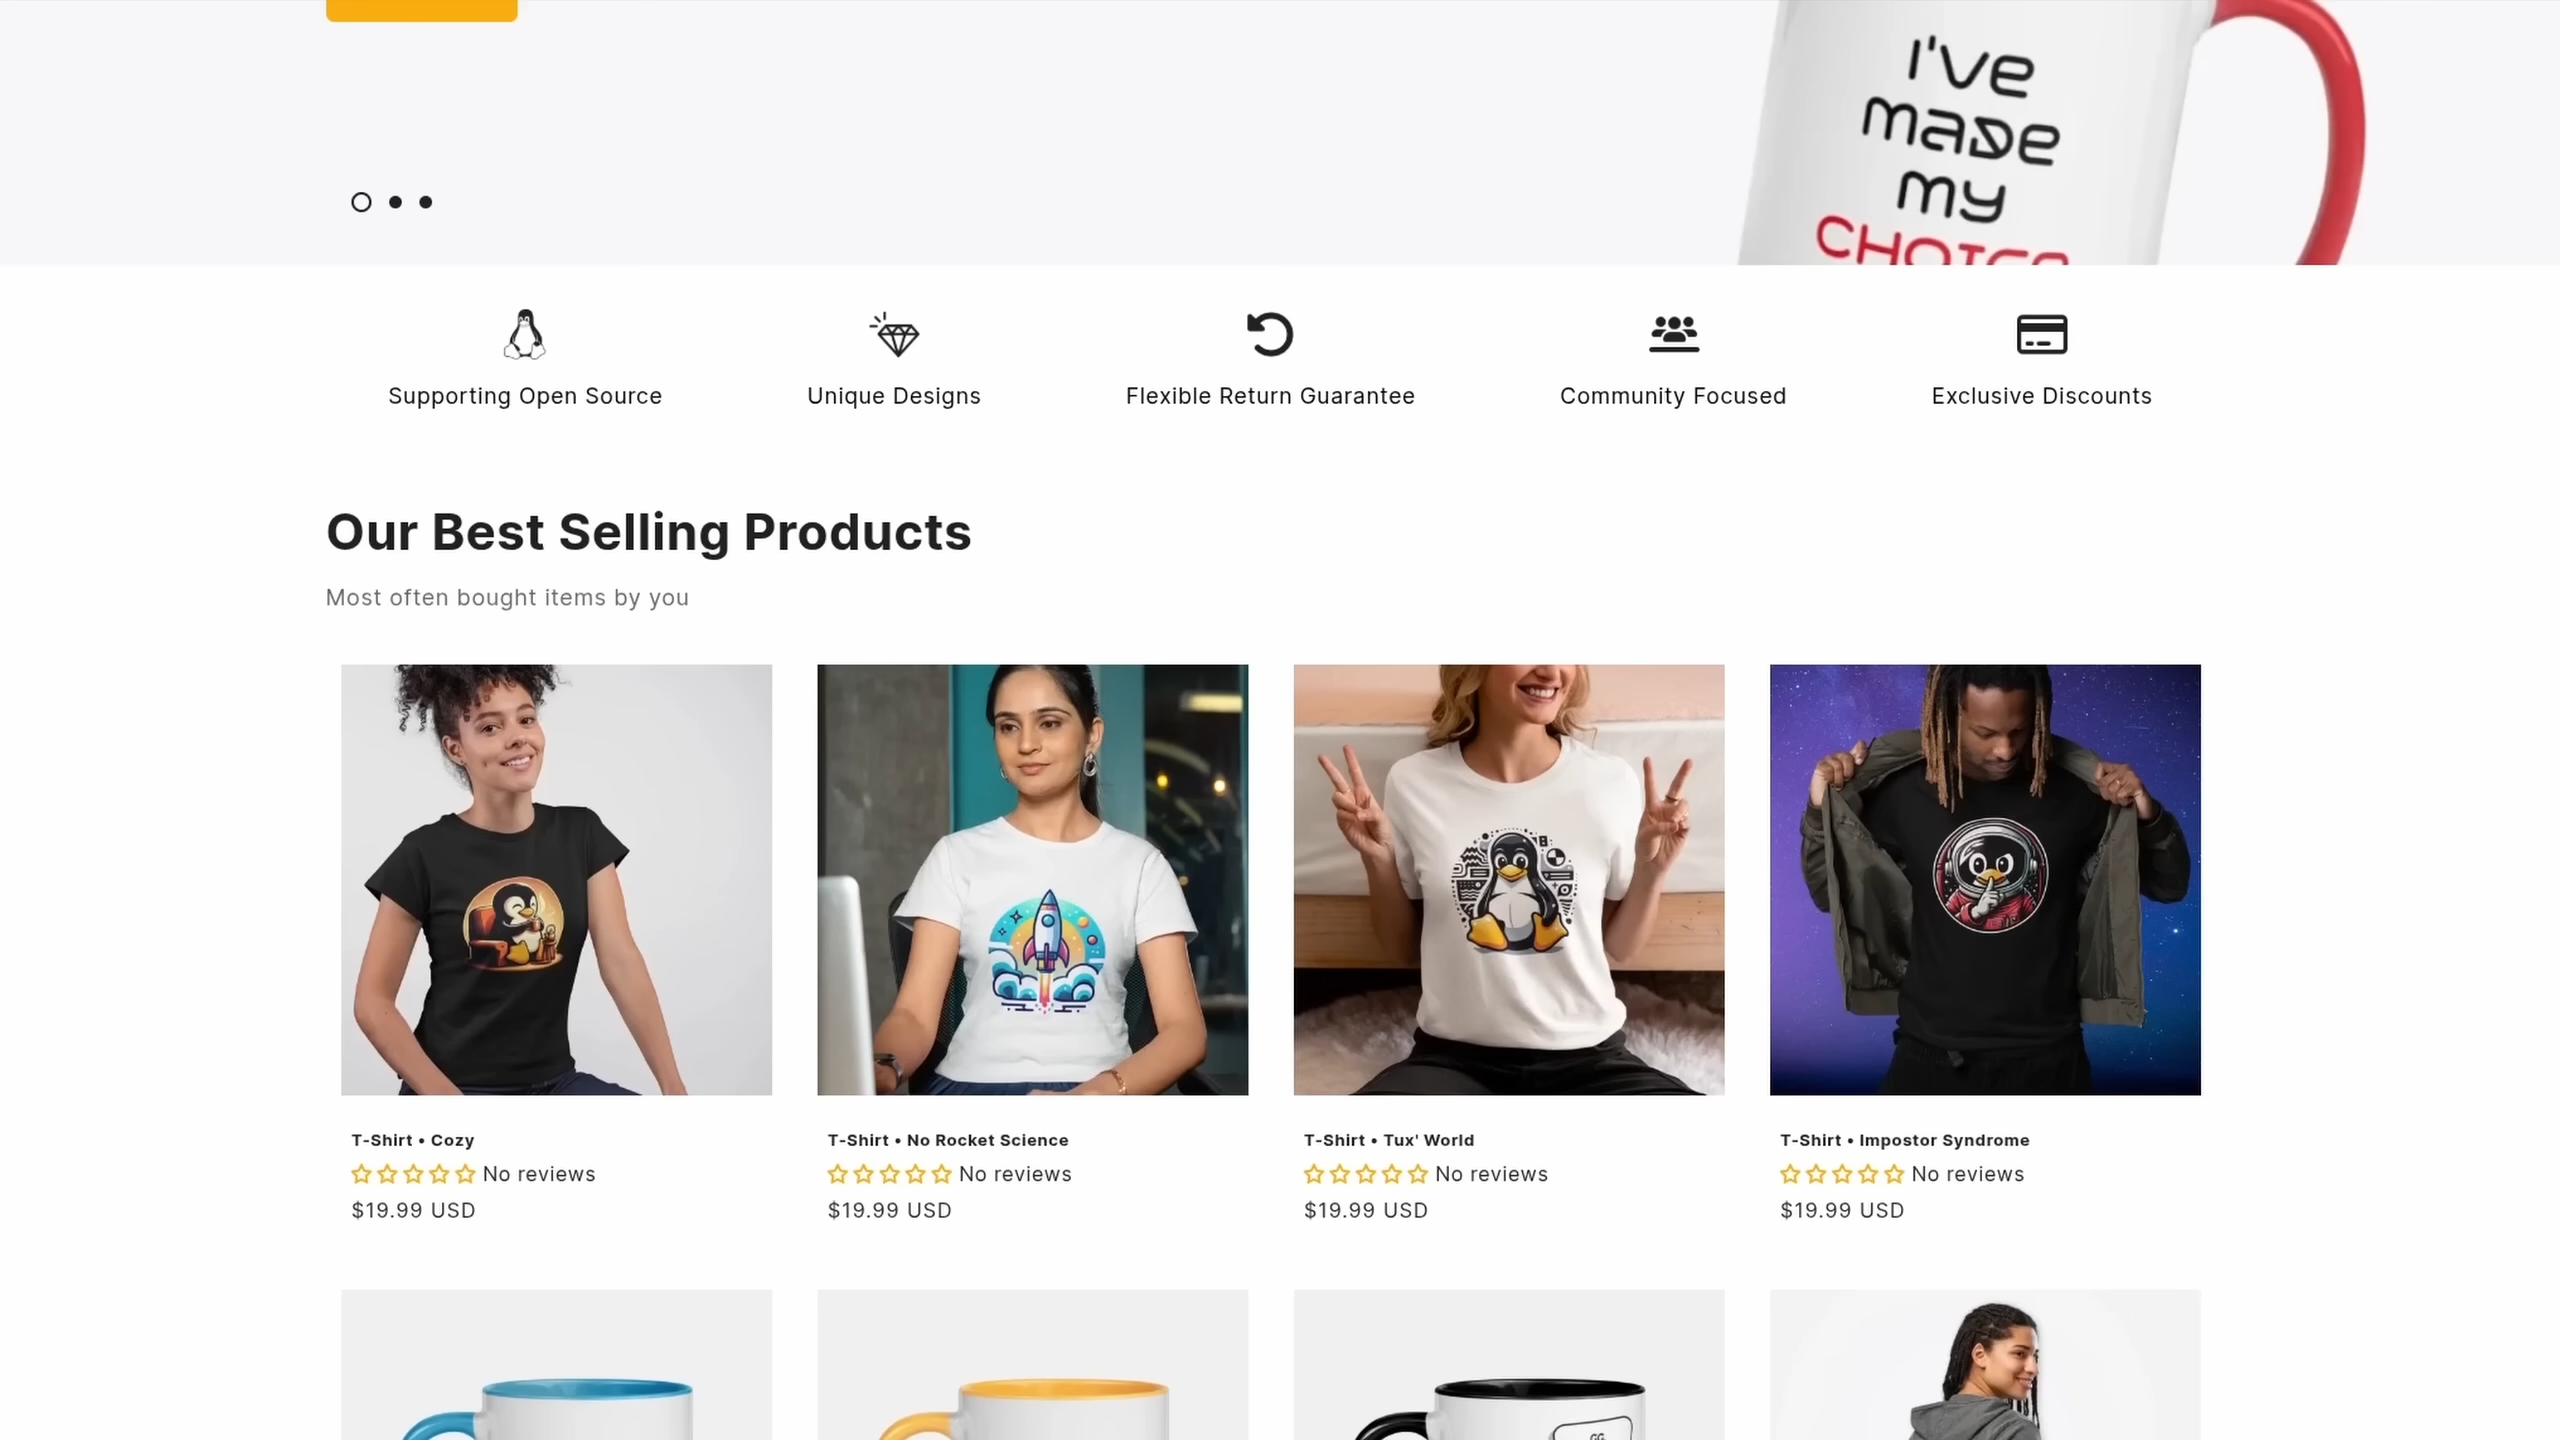 I've
made
my
CHOICE
Supporting Open Source
Unique Designs
Flexible Return Guarantee
Community Focused
Exclusive Discounts
Our Best Selling Products
Most often bought items by you
T-Shirt • Cozy
No reviews
$19.99 USD
T-Shirt • No Rocket Science
No reviews
$19.99 USD
T-Shirt • Tux' World
No reviews
$19.99 USD
T-Shirt • Impostor Syndrome
No reviews
$19.99 USD